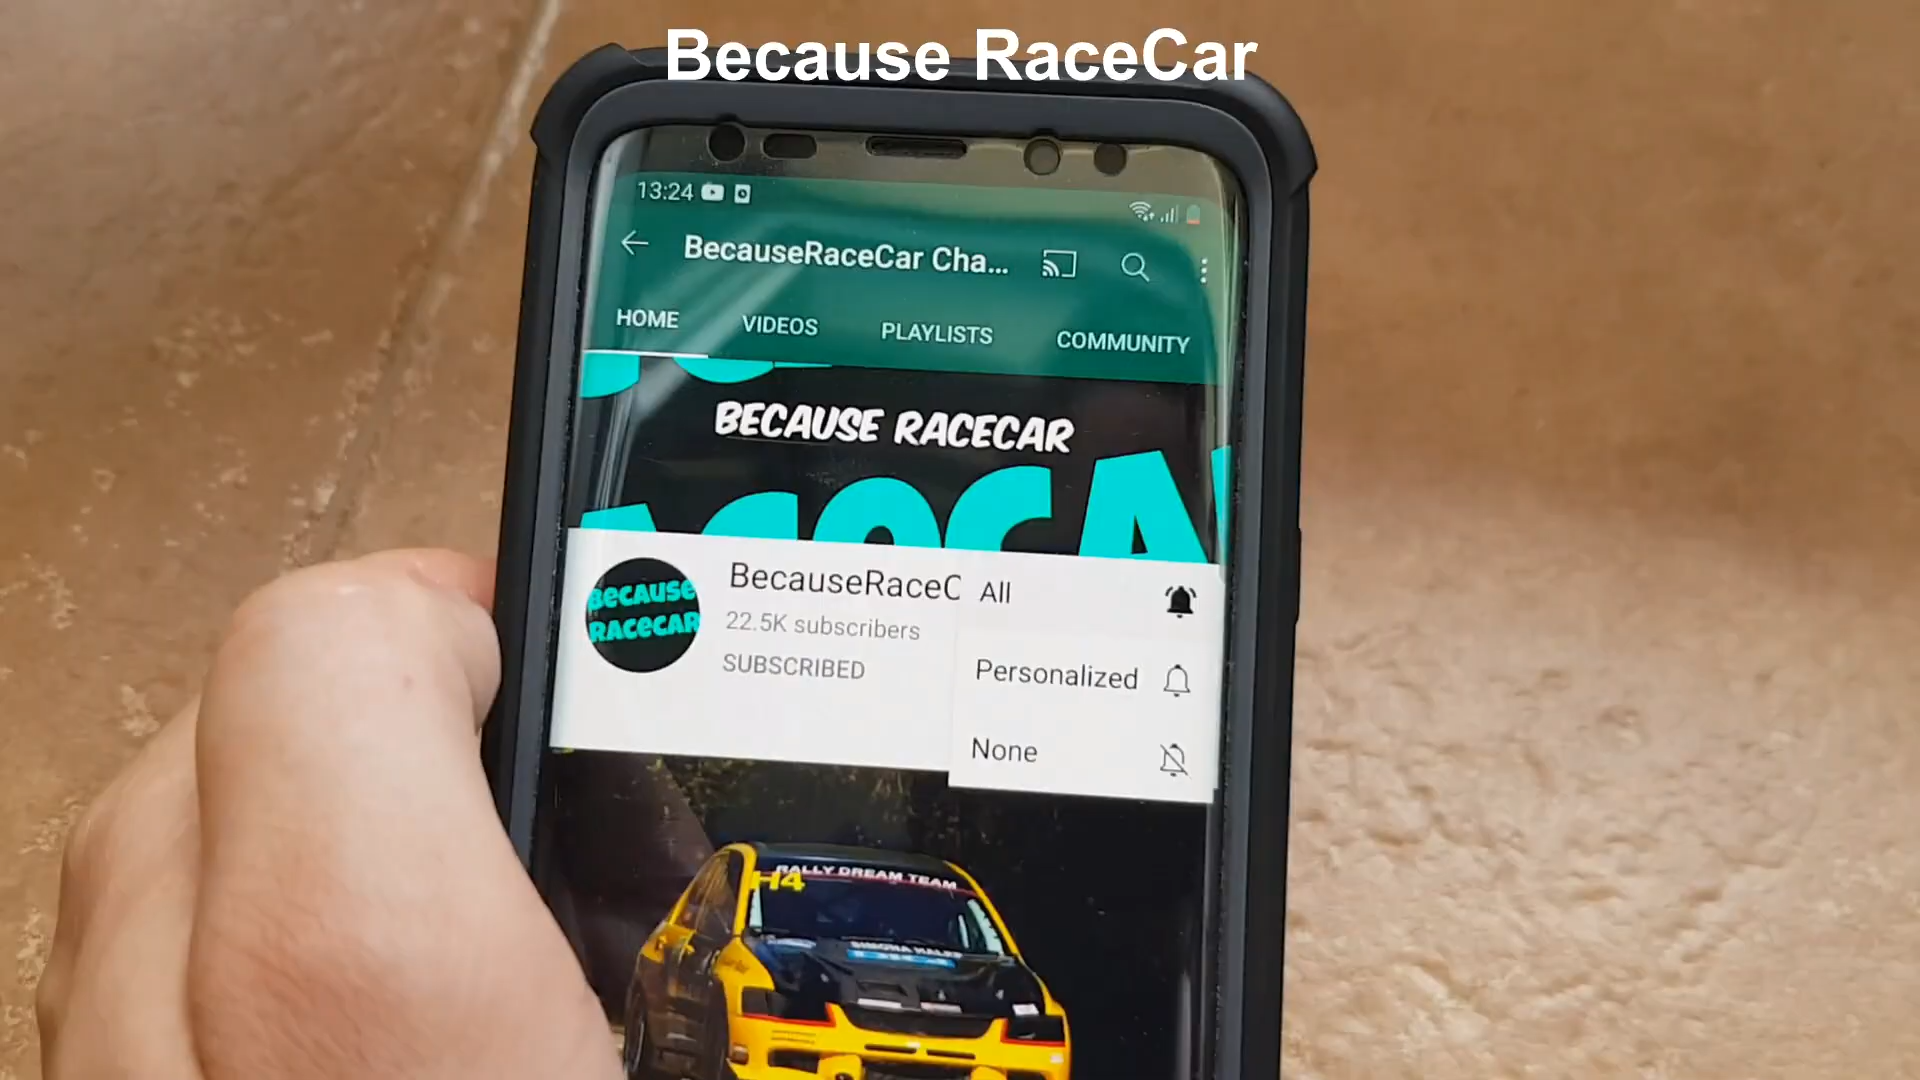 Because RaceCar
13:24
BecauseRaceCar Cha...
HOME VIDEOS PLAYLISTS COMMUNITY
BECAUSE RACECAR
BecauseRaceC
22.5K subscribers
SUBSCRIBED
BECAUSE
RACECAR
All
Personalized
None
RALLY DREAM TEAM
H4